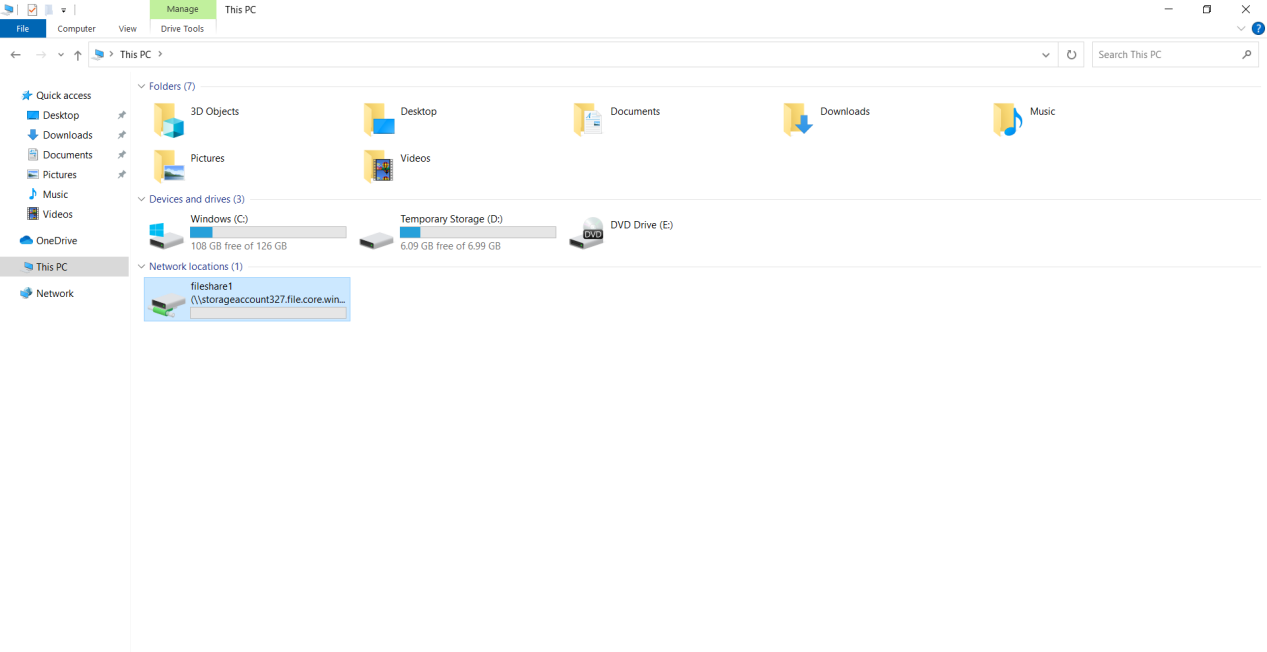 Manage This PC
File Computer View Drive Tools
This PC Search This PC
Quick access
Desktop
Downloads
Documents
Pictures
Music
Videos
OneDrive
This PC
Network
Folders (7)
3D Objects Desktop Documents Downloads Music
Pictures Videos
Devices and drives (3)
Windows (C:)
108 GB free of 126 GB
Temporary Storage (D:)
6.09 GB free of 6.99 GB
DVD
DVD Drive (E:)
Network locations (1)
fileshare1
(\\storageaccount327.file.core.win...